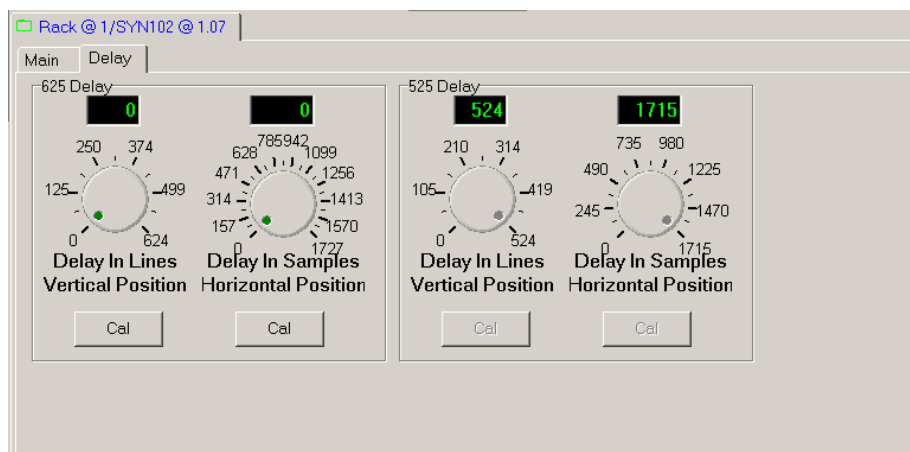 Rack @ 1/SYN102 @ 1.07
Main Delay
625 Delay
0 0
250 374
125 499
0 624
Delay In Lines
Vertical Position
Cal
785 942
628 1099
471 1256
314 1413
157 1570
0 1727
Delay In Samples
Horizontal Position
Cal
525 Delay
524 1715
210 314
105 419
0 524
Delay In Lines
Vertical Position
Cal
735 980
490 1225
245 1470
0 1715
Delay In Samples
Horizontal Position
Cal